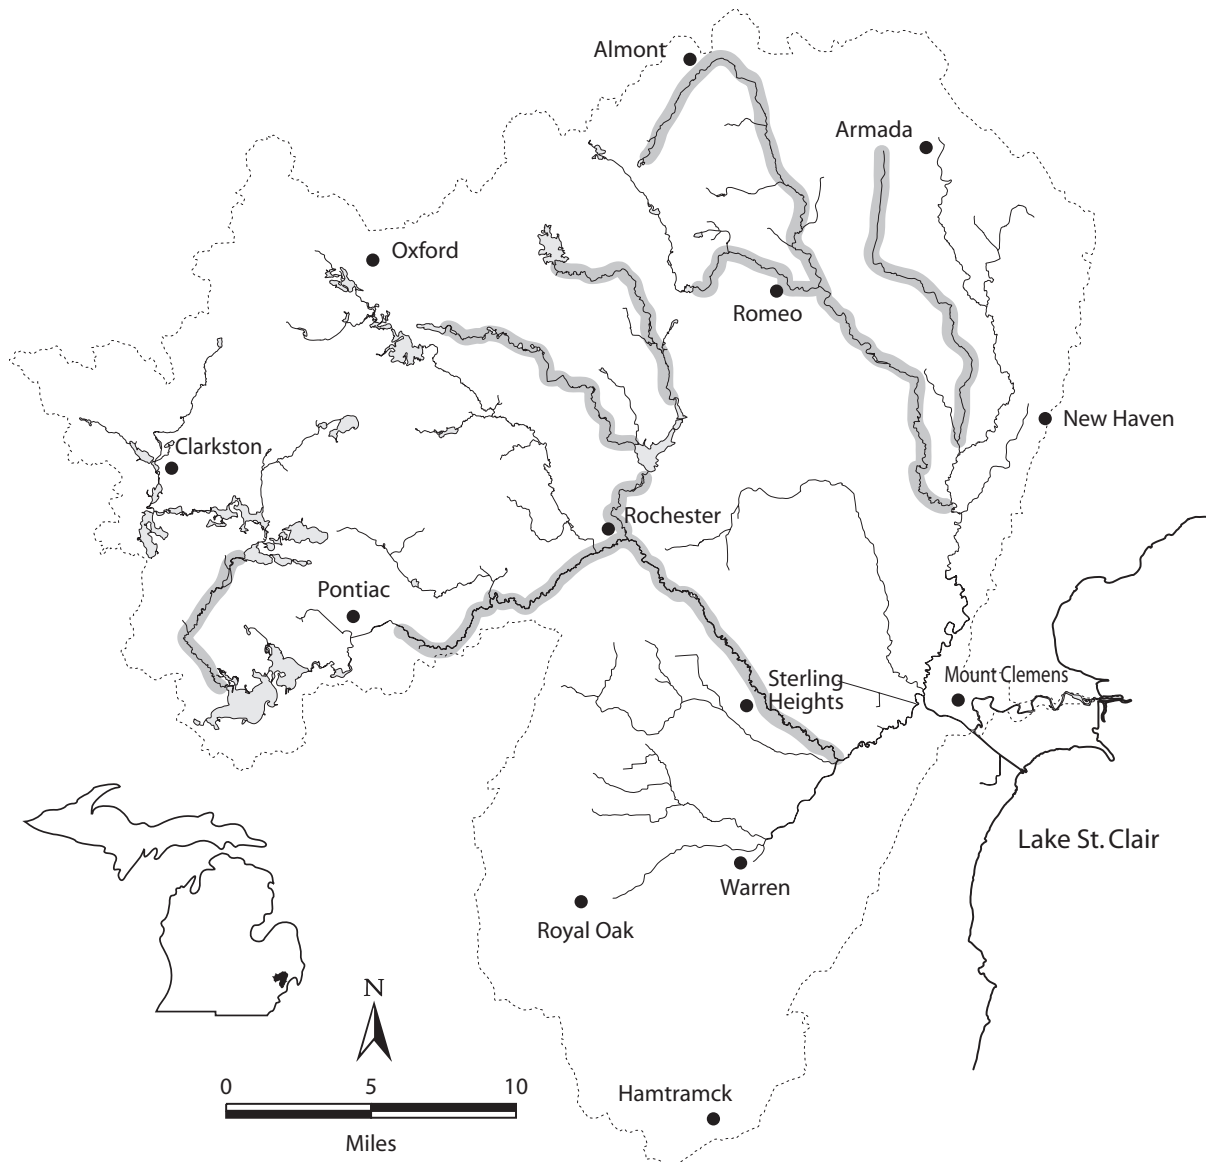 Almont
Armada
Oxford
Romeo
New Haven
Clarkston
Rochester
Pontiac
Sterling
Heights
Mount Clemens
Lake St. Clair
Warren
Royal Oak
N
0 5 10
Miles
Hamtramck